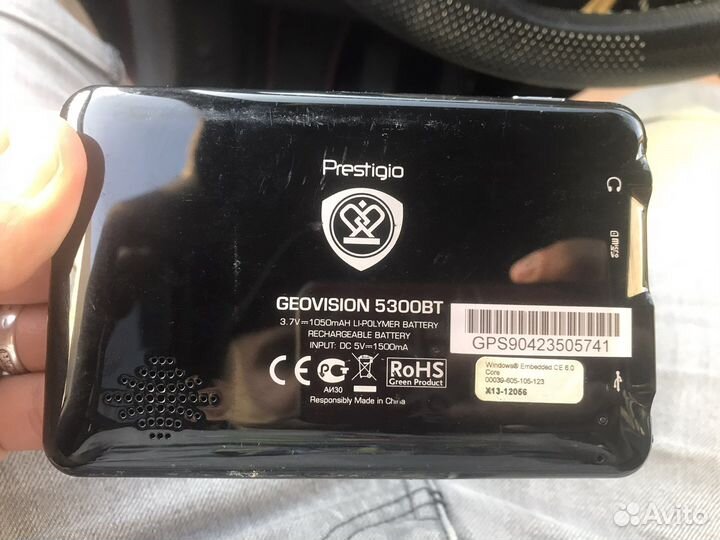 Prestigio
GEOVISION 5300BT
3.7V⎓1050mAH LI-POLYMER BATTERY
RECHARGEABLE BATTERY
INPUT: DC 5V⎓1500mA
GPS90423505741
Windows® Embedded CE 6.0
Core
00039-605-105-123
X13-12056
CE
АИ30
RoHS
Green Product
Responsibly Made in China
Avito